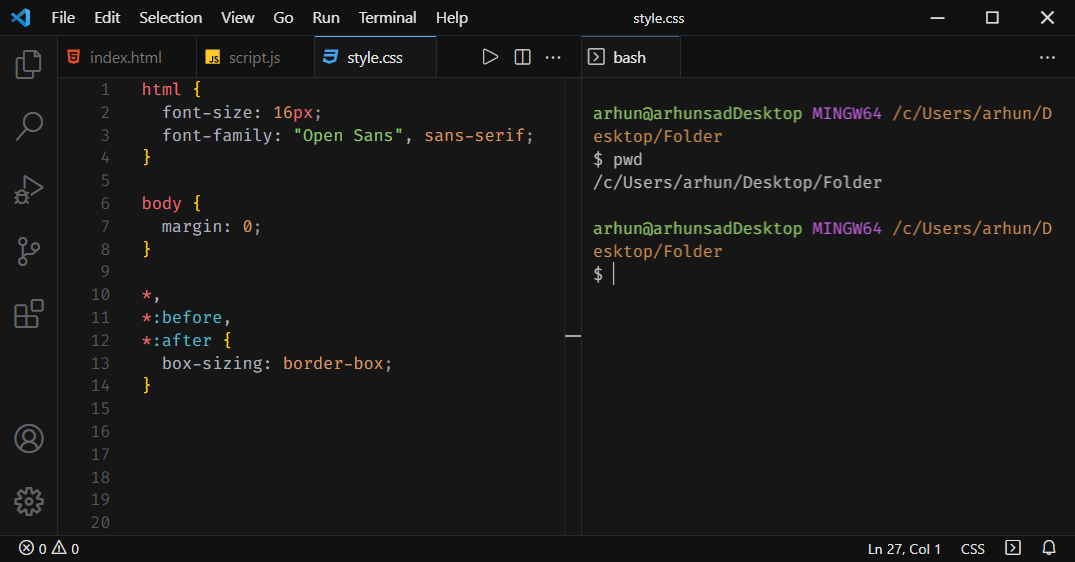 File Edit Selection View Go Run Terminal Help style.css
index.html JS script.js style.css bash
1 html {
2 font-size: 16px;
3 font-family: "Open Sans", sans-serif;
4 }
5
6 body {
7 margin: 0;
8 }
9
10 *,
11 *:before,
12 *:after {
13 box-sizing: border-box;
14 }
15
16
17
18
19
20
arhun@arhunsadDesktop MINGW64 /c/Users/arhun/D
esktop/Folder
$ pwd
/c/Users/arhun/Desktop/Folder
arhun@arhunsadDesktop MINGW64 /c/Users/arhun/D
esktop/Folder
$
0 0 Ln 27, Col 1 CSS